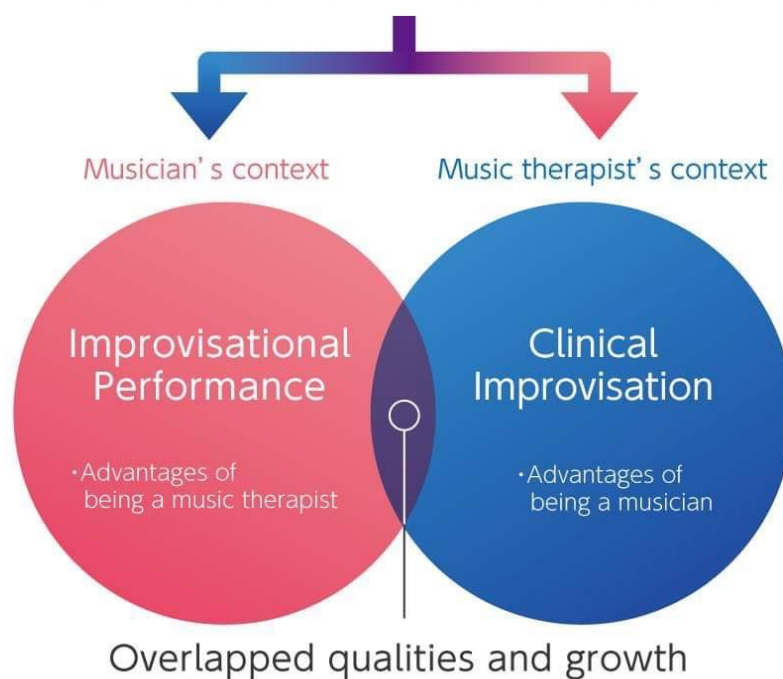 Musician's context
Music therapist's context
Improvisational
Performance
・Advantages of
being a music therapist
Clinical
Improvisation
・Advantages of
being a musician
Overlapped qualities and growth